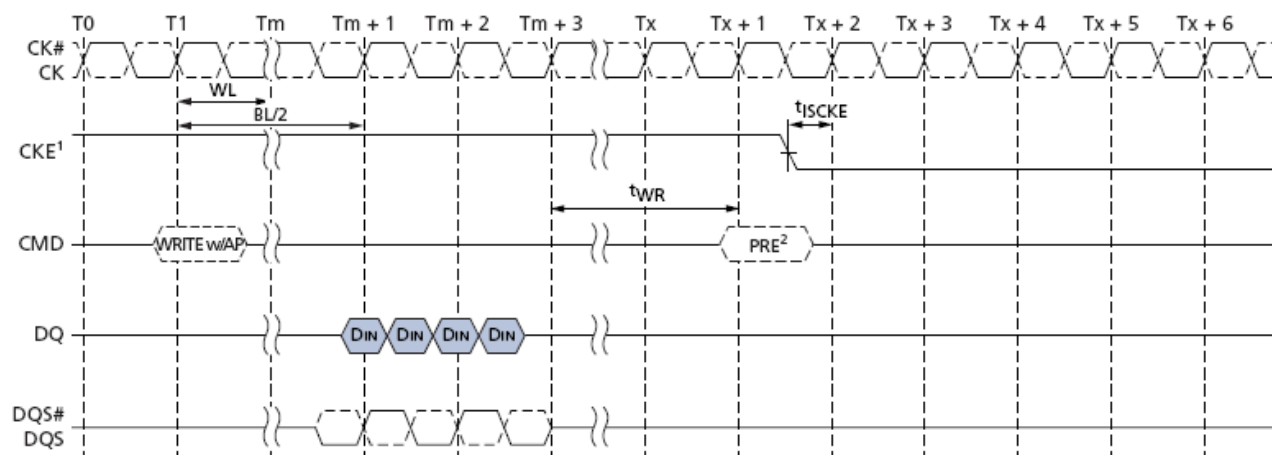 T0 T1 Tm Tm + 1 Tm + 2 Tm + 3 Tx Tx + 1 Tx + 2 Tx + 3 Tx + 4 Tx + 5 Tx + 6
CK#
CK
WL
BL/2
tISCKE
CKE1
tWR
CMD WRITE w/AP PRE2
DQ DIN DIN DIN DIN
DQS#
DQS